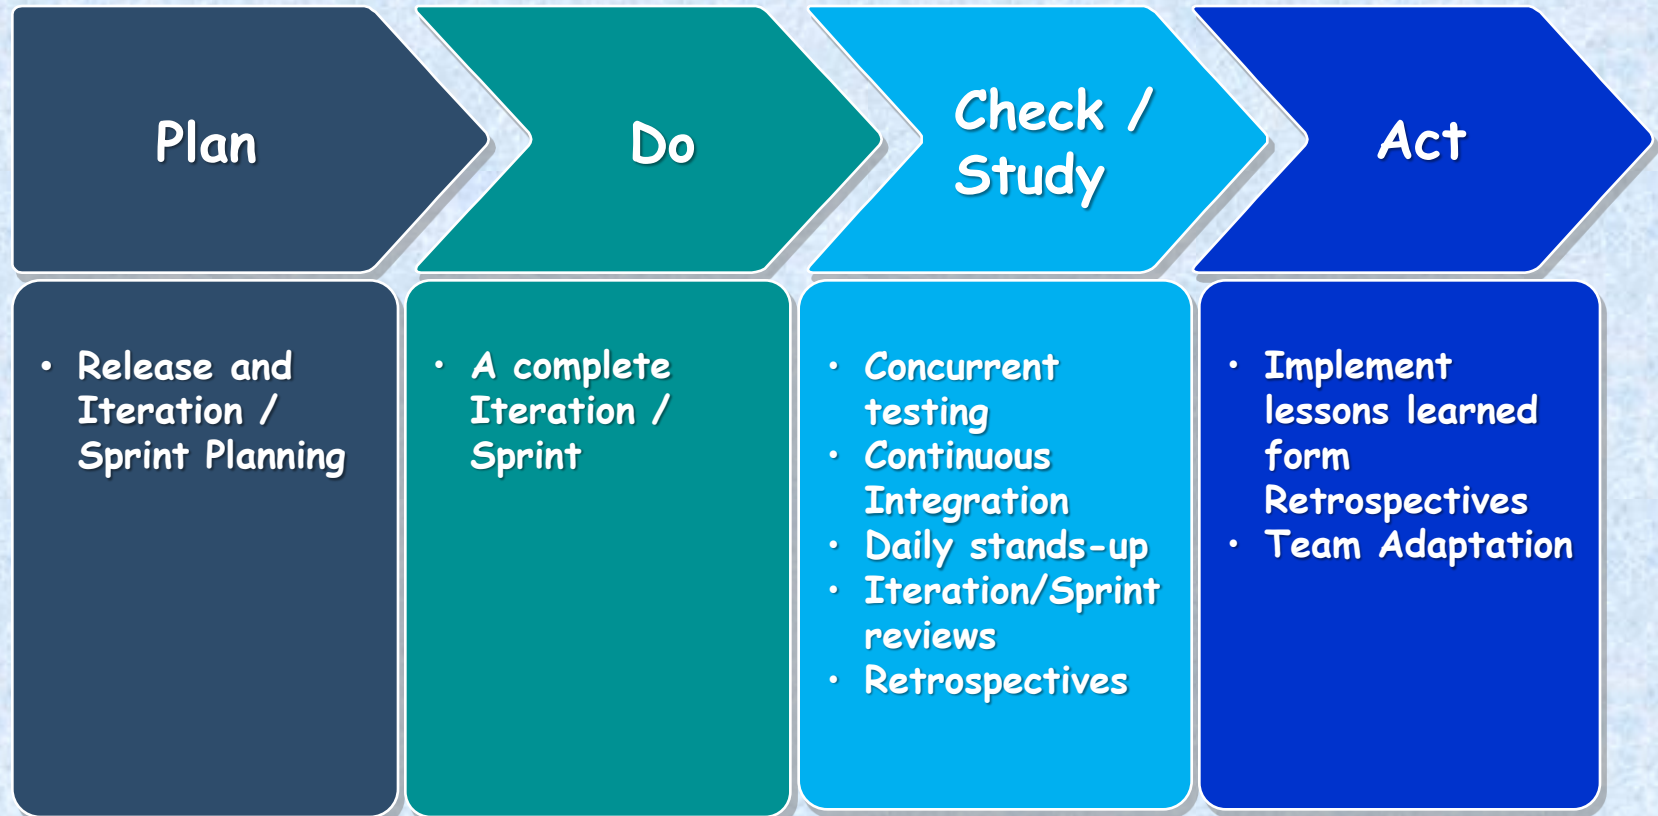 Plan
Do
Check /
Study
Act
• Release and
Iteration /
Sprint Planning
• A complete
Iteration /
Sprint
• Concurrent
testing
• Continuous
Integration
• Daily stands-up
• Iteration/Sprint
reviews
• Retrospectives
• Implement
lessons learned
form
Retrospectives
• Team Adaptation